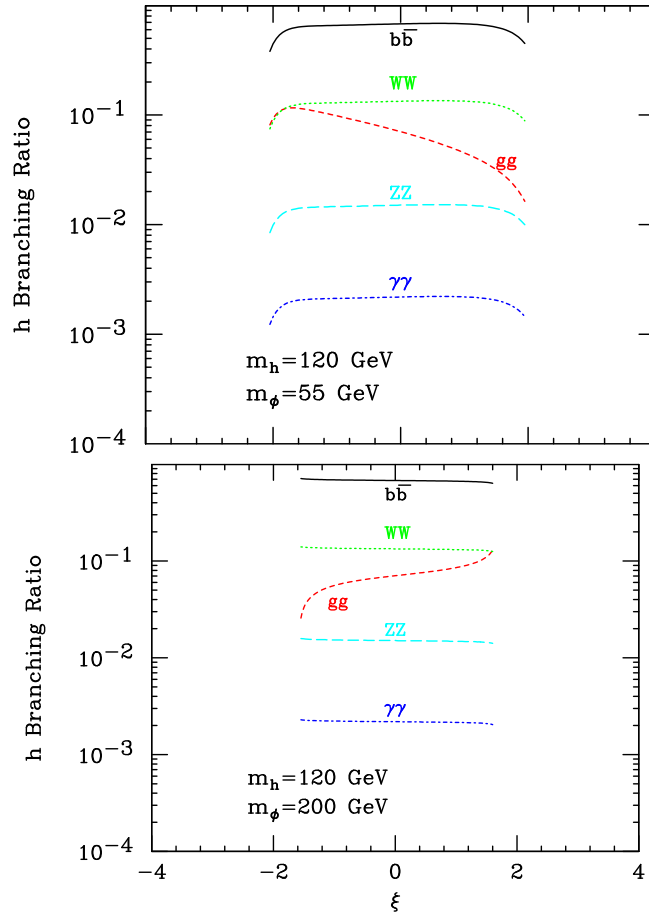 h Branching Ratio
10⁻¹
10⁻²
10⁻³
10⁻⁴
bb̅
WW
gg
ZZ
γγ
m_h=120 GeV
m_φ=55 GeV
h Branching Ratio
10⁻¹
10⁻²
10⁻³
10⁻⁴
bb̅
WW
gg
ZZ
γγ
m_h=120 GeV
m_φ=200 GeV
−4 −2 0 2 4
ξ